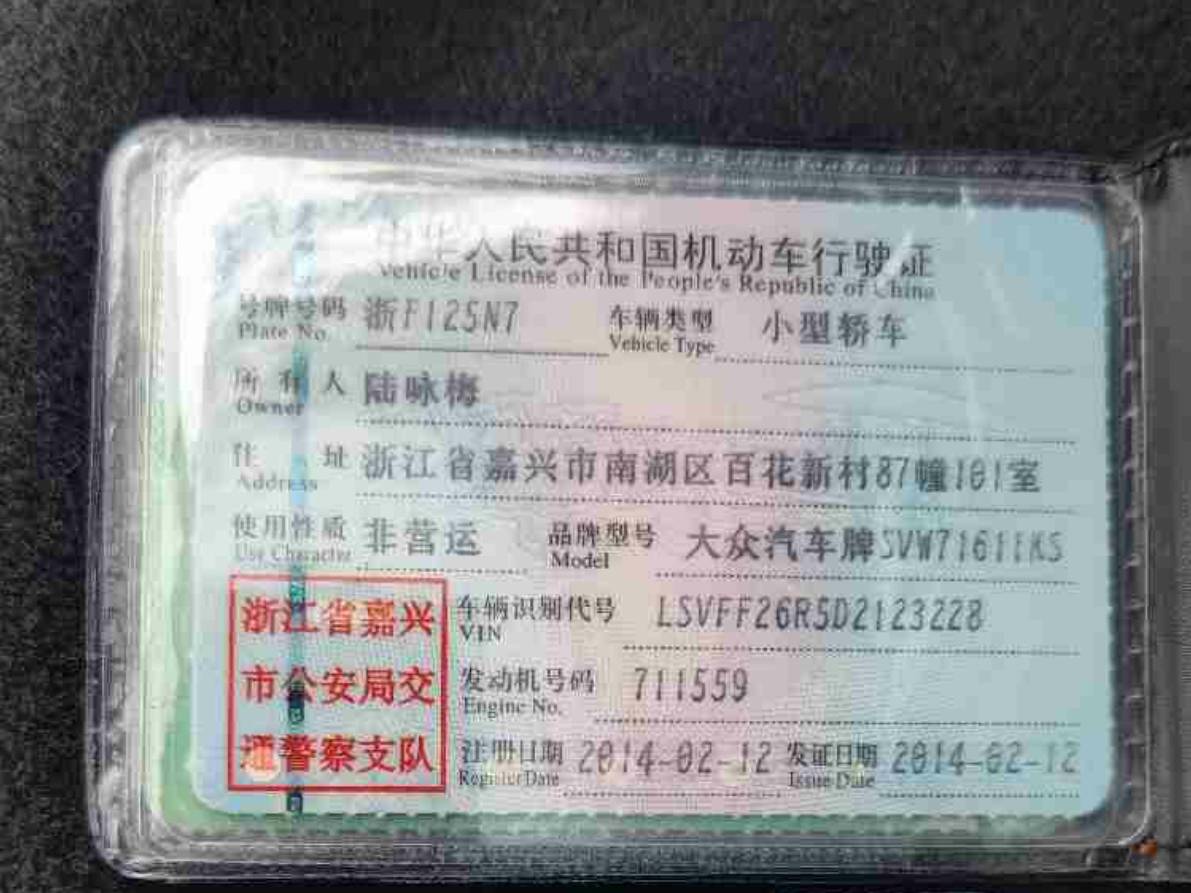 中华人民共和国机动车行驶证
Vehicle License of the People's Republic of China
号牌号码 浙F125N7 车辆类型 小型轿车
Plate No. Vehicle Type
所有人 陆咏梅
Owner
住址 浙江省嘉兴市南湖区百花新村87幢101室
Address
使用性质 非营运 品牌型号 大众汽车牌SVW71611KS
Use Character Model
浙江省嘉兴 车辆识别代号 LSVFF26R5D2123228
VIN
市公安局交 发动机号码 711559
Engine No.
通警察支队 注册日期 2014-02-12 发证日期 2014-02-12
Register Date Issue Date